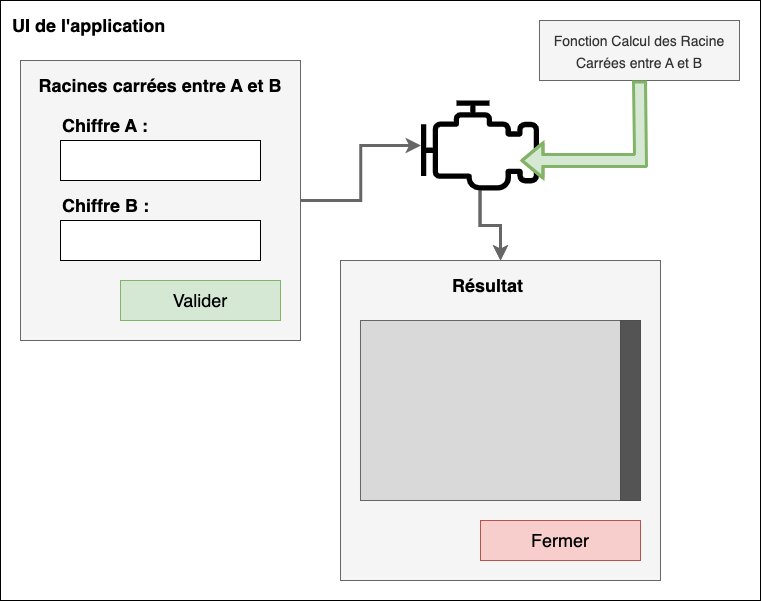 UI de l'application
Fonction Calcul des Racine
Carrées entre A et B
Racines carrées entre A et B
Chiffre A :
Chiffre B :
Valider
Résultat
Fermer